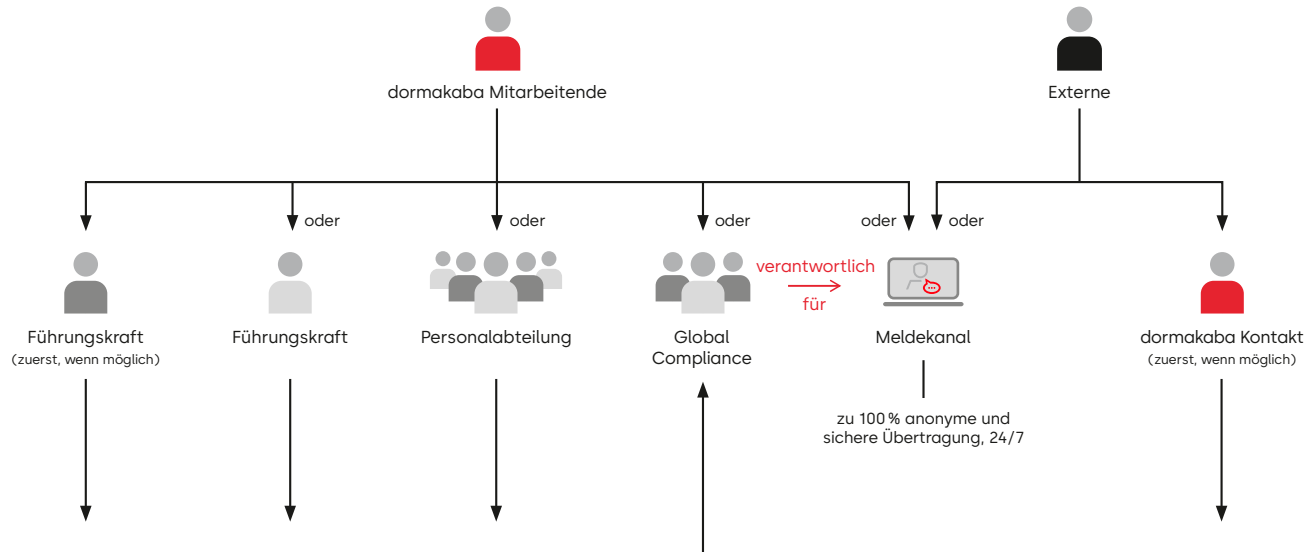 dormakaba Mitarbeitende
Externe
oder
oder
oder
oder
oder
verantwortlich
für
Führungskraft
(zuerst, wenn möglich)
Führungskraft
Personalabteilung
Global
Compliance
Meldekanal
dormakaba Kontakt
(zuerst, wenn möglich)
zu 100 % anonyme und
sichere Übertragung, 24/7